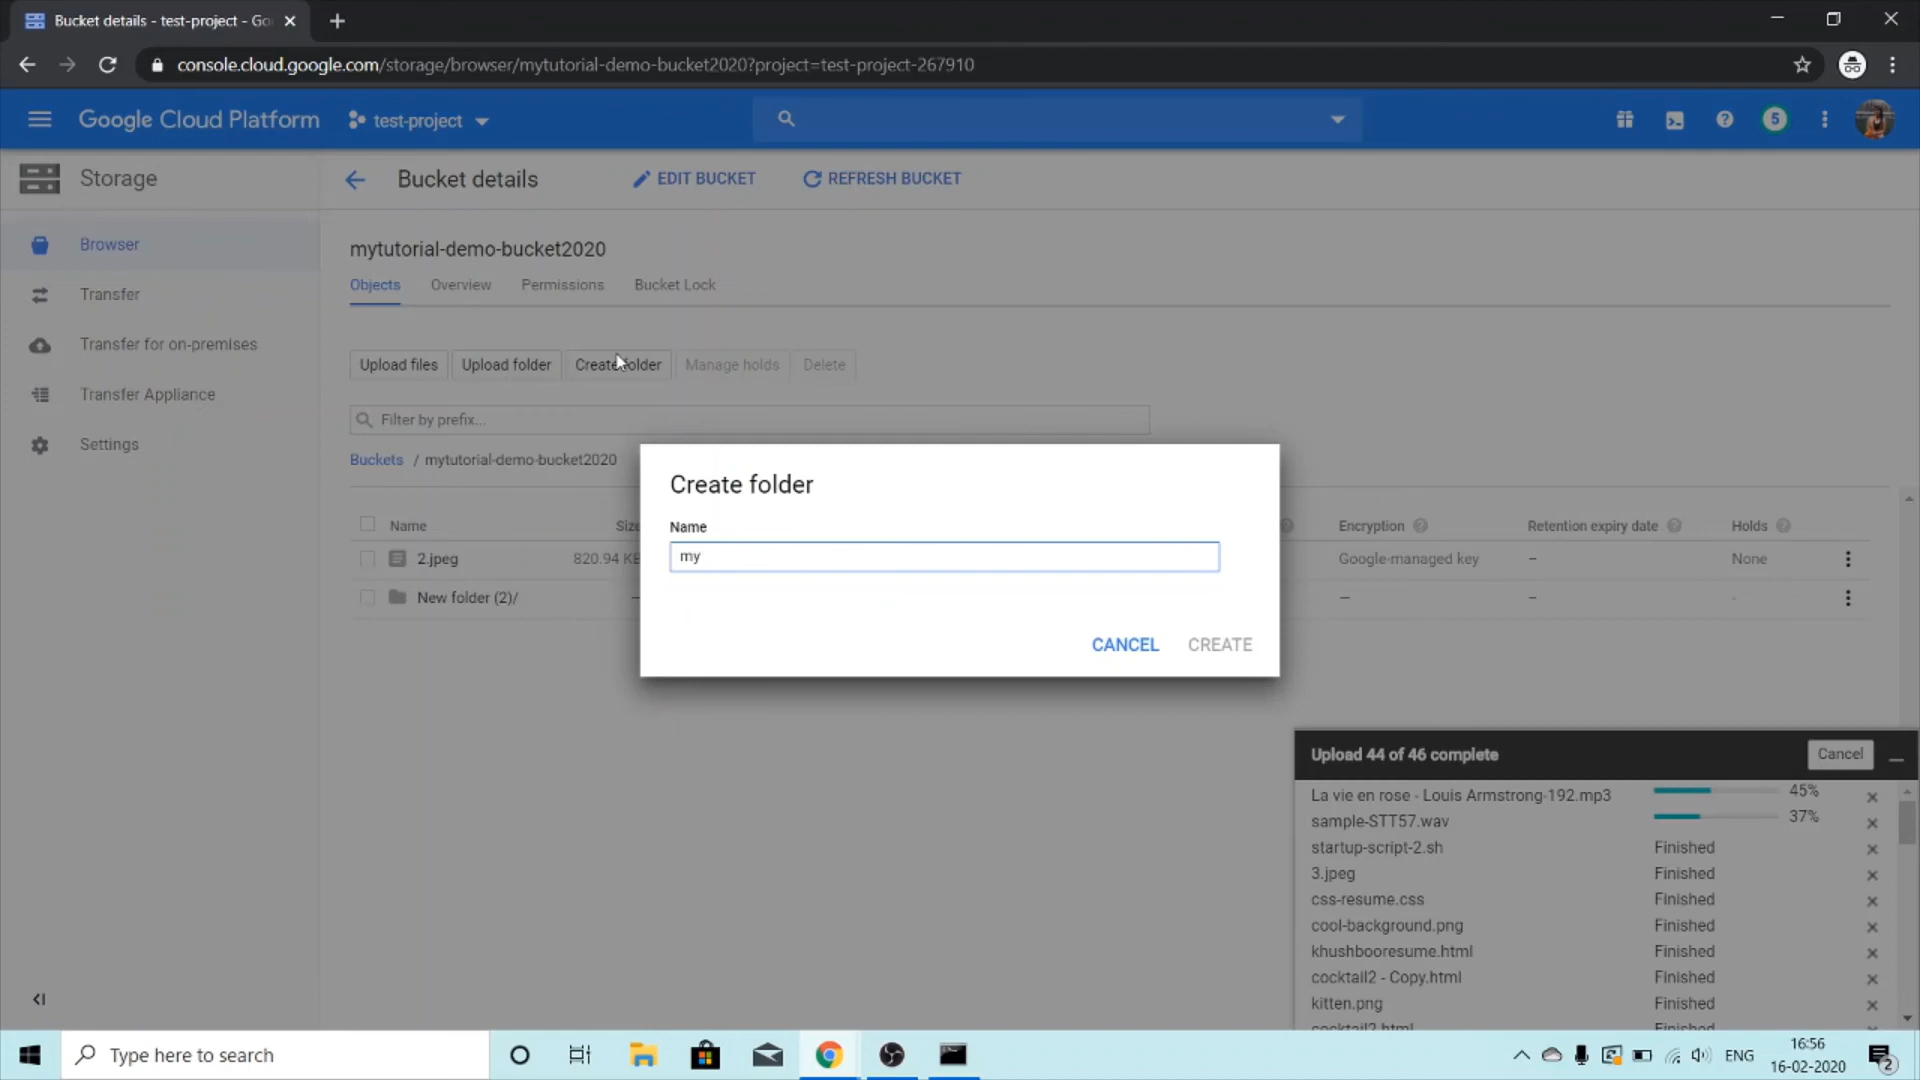 Bucket details - test-project - Go
console.cloud.google.com/storage/browser/mytutorial-demo-bucket2020?project=test-project-267910
Google Cloud Platform
test-project
5
Storage
Bucket details
EDIT BUCKET
REFRESH BUCKET
Browser
Transfer
Transfer for on-premises
Transfer Appliance
Settings
mytutorial-demo-bucket2020
Objects Overview Permissions Bucket Lock
Upload files Upload folder Create folder Manage holds Delete
Filter by prefix...
Buckets / mytutorial-demo-bucket2020
Name Size Encryption Retention expiry date Holds
2.jpeg 820.94 KB Google-managed key – None
New folder (2)/ – – – -
Create folder
Name
my
CANCEL CREATE
Upload 44 of 46 complete Cancel
La vie en rose - Louis Armstrong-192.mp3 45%
sample-STT57.wav 37%
startup-script-2.sh Finished
3.jpeg Finished
css-resume.css Finished
cool-background.png Finished
khushbooresume.html Finished
cocktail2 - Copy.html Finished
kitten.png Finished
cocktail2.html Finished
Type here to search
ENG
16:56
16-02-2020
2